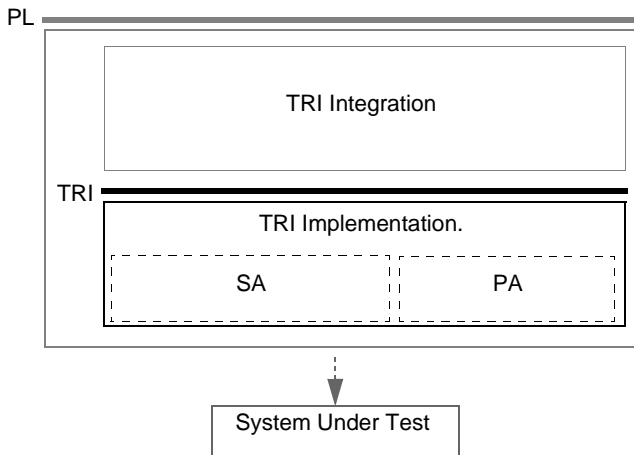 PL
TRI Integration
TRI
TRI Implementation.
SA
PA
System Under Test